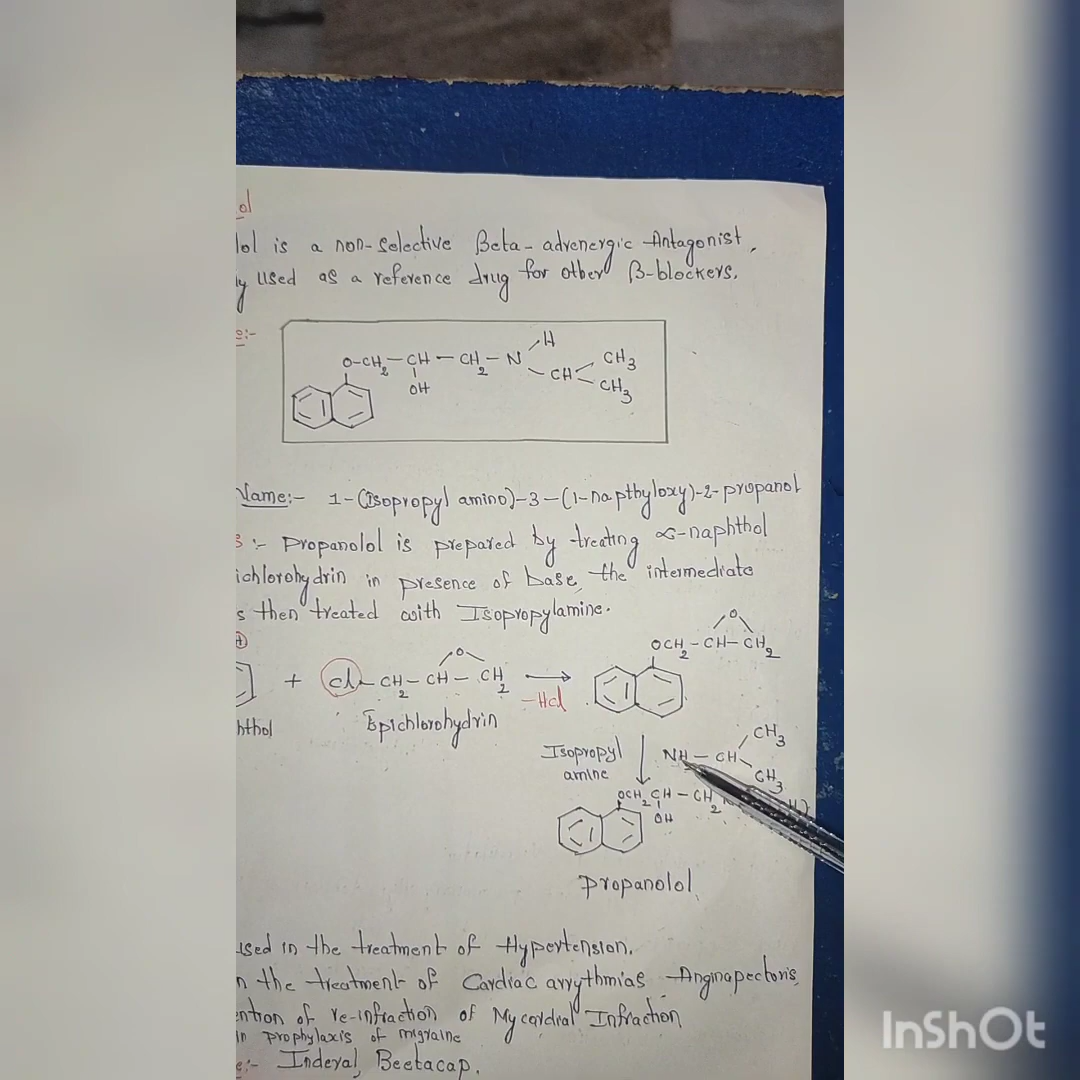 ol
lol is a non-selective Beta-adrenergic Antagonist.
ly used as a reference drug for other β-blockers.
e:-
O-CH2-CH-CH2-N
H
CH
CH3
CH3
OH
Name:- 1-(Isopropyl amino)-3-(1-napthyloxy)-2-propanol
:- Propanolol is prepared by treating α-naphthol
ichlorohydrin in presence of base the intermediate
s then treated with Isopropylamine.
+ Cl-CH2-CH-CH2
O
-Hcl
OCH2-CH-CH2
O
hthol
Epichlorohydrin
Isopropyl
amine
NH-CH
CH3
CH3
OCH2 CH-CH2
OH
propanolol
used in the treatment of Hypertension.
n the treatment of Cardiac arrythmias Anginapectoris
ention of re-infraction of Mycardial Infraction
in prophylaxis of migraine
e:- Inderal, Beetacap.
InShOt